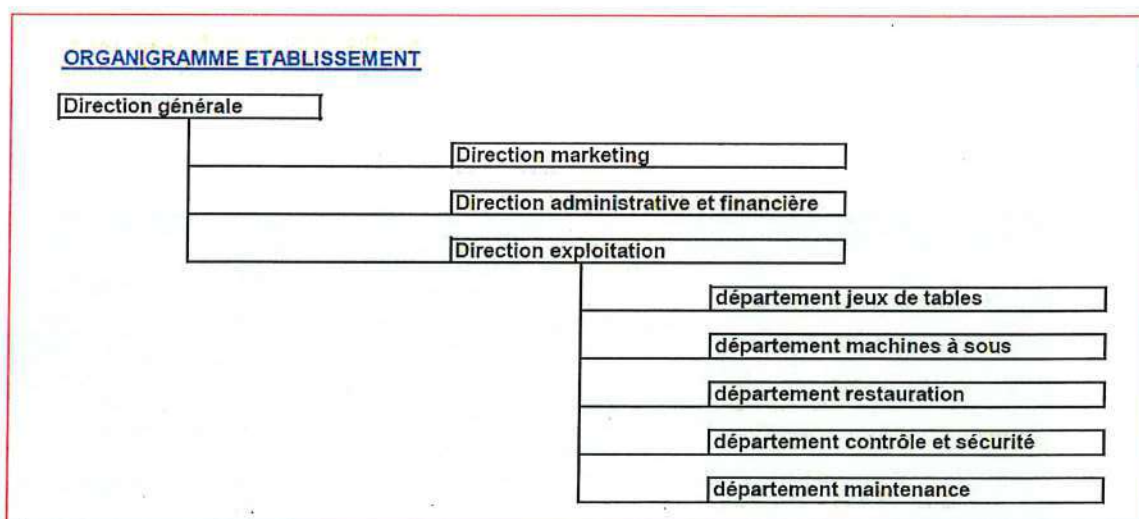 ORGANIGRAMME ETABLISSEMENT
Direction générale
Direction marketing
Direction administrative et financière
Direction exploitation
département jeux de tables
département machines à sous
département restauration
département contrôle et sécurité
département maintenance